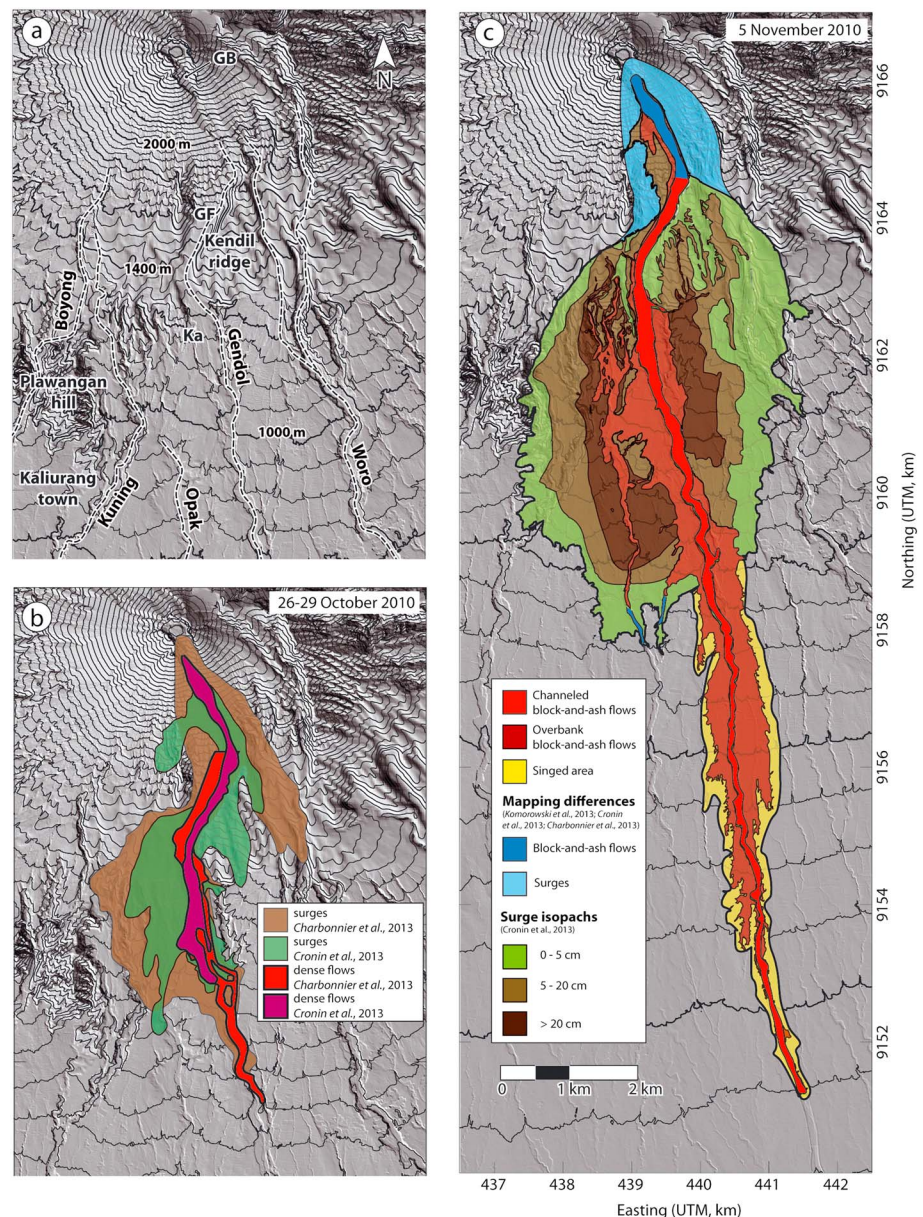 a
GB
N
2000 m
GF
Kendil
ridge
1400 m
Boyong
Ka
Gendol
Plawangan
hill
1000 m
Woro
Kaliurang
town
Kuning
Opak
b
26-29 October 2010
surges
Charbonnier et al., 2013
surges
Cronin et al., 2013
dense flows
Charbonnier et al., 2013
dense flows
Cronin et al., 2013
c
5 November 2010
Channeled
block-and-ash flows
Overbank
block-and-ash flows
Singed area
Mapping differences
(Komorowski et al., 2013; Cronin
et al., 2013; Charbonnier et al., 2013)
Block-and-ash flows
Surges
Surge isopachs
(Cronin et al., 2013)
0 - 5 cm
5 - 20 cm
> 20 cm
0 1 km 2 km
9166
9164
9162
9160
9158
9156
9154
9152
Northing (UTM, km)
437 438 439 440 441 442
Easting (UTM, km)